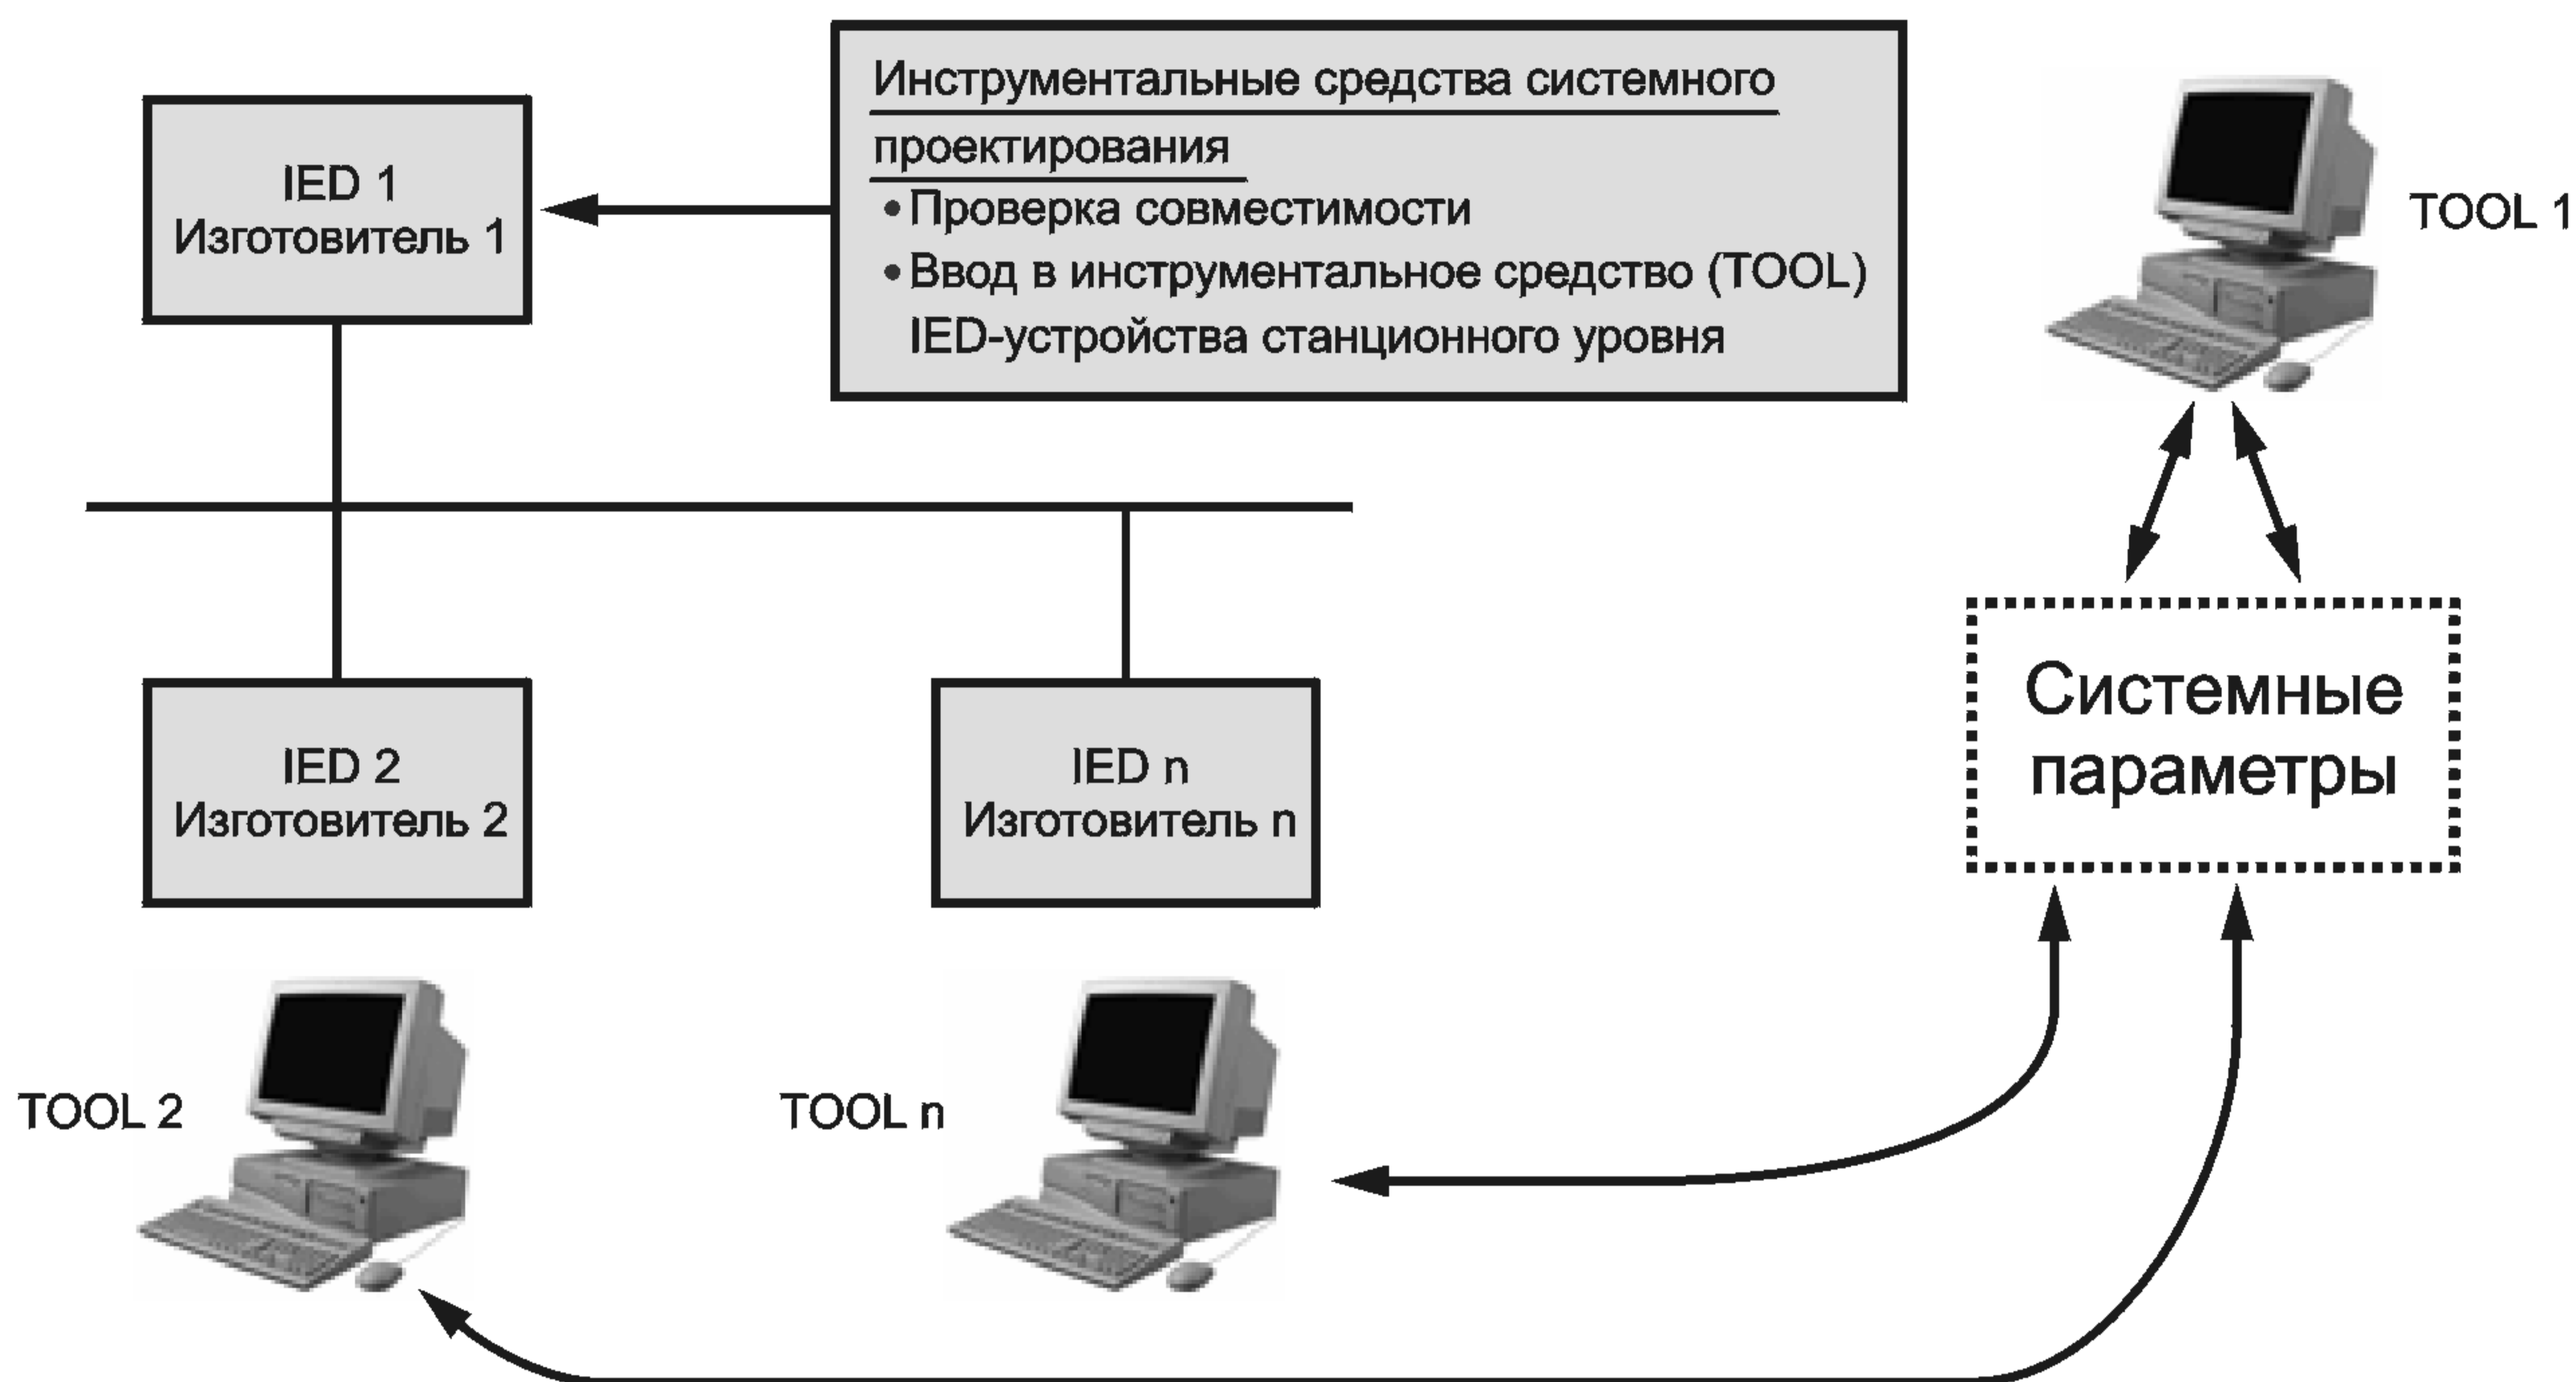 Инструментальные средства системного
проектирования
• Проверка совместимости
• Ввод в инструментальное средство (TOOL)
IED-устройства станционного уровня
IED 1
Изготовитель 1
TOOL 1
IED 2
Изготовитель 2
IED n
Изготовитель n
Системные
параметры
TOOL 2
TOOL n